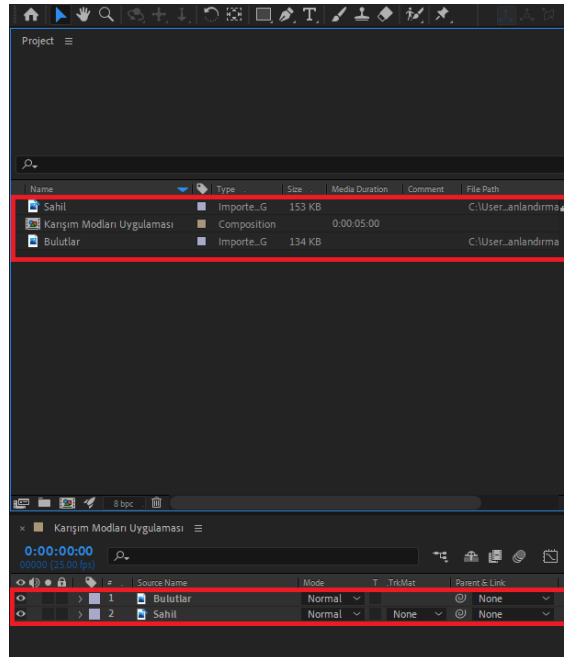 Project
Name Type Size Media Duration Comment File Path
Sahil Importe...G 153 KB C:\User...anlandırma
Karışım Modları Uygulaması Composition 0:00:05:00
Bulutlar Importe...G 134 KB C:\User...anlandırma
8 bpc
Karışım Modları Uygulaması
0:00:00:00
00000 (25.00 fps)
# Source Name Mode T .TrkMat Parent & Link
1 Bulutlar Normal None
2 Sahil Normal None None